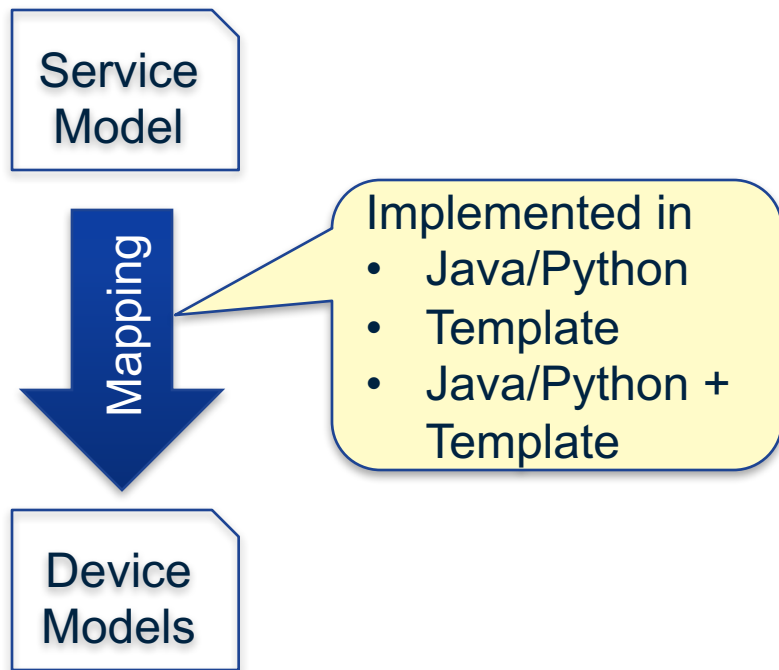 Service
Model
Mapping
Implemented in
• Java/Python
• Template
• Java/Python +
Template
Device
Models